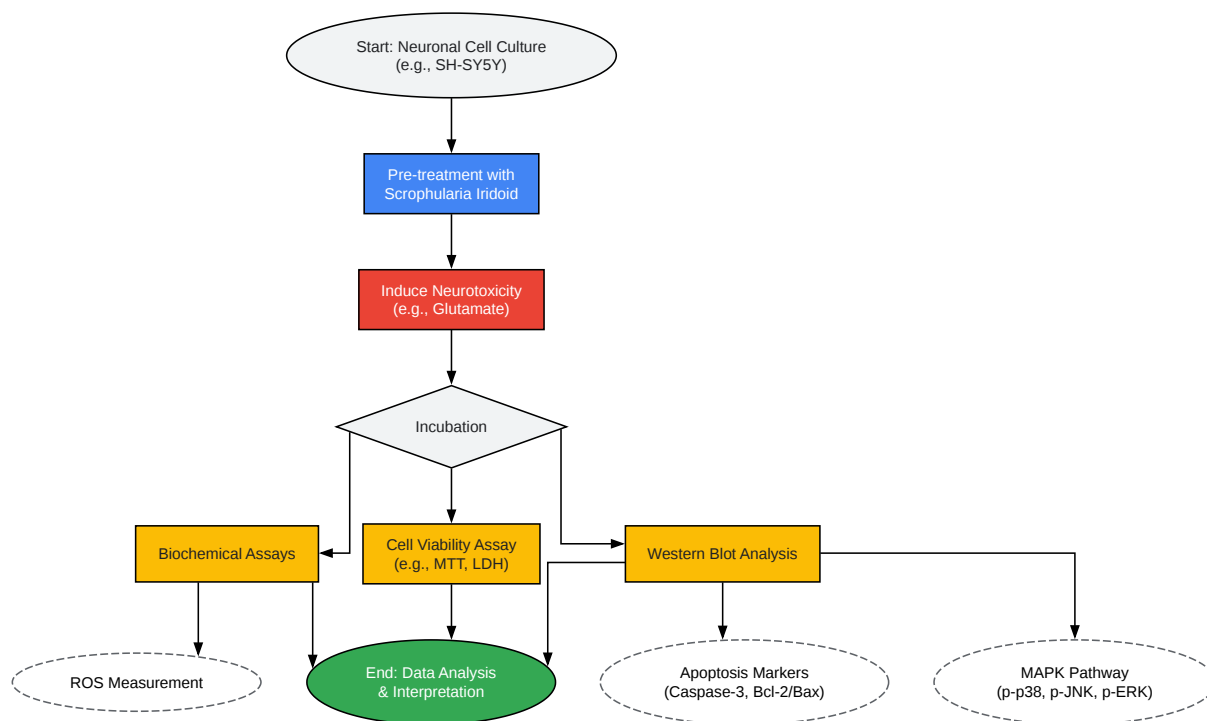 Start: Neuronal Cell Culture
(e.g., SH-SY5Y)
Pre-treatment with
Scrophularia Iridoid
Induce Neurotoxicity
(e.g., Glutamate)
Incubation
Biochemical Assays
Cell Viability Assay
(e.g., MTT, LDH)
Western Blot Analysis
ROS Measurement
End: Data Analysis
& Interpretation
Apoptosis Markers
(Caspase-3, Bcl-2/Bax)
MAPK Pathway
(p-p38, p-JNK, p-ERK)